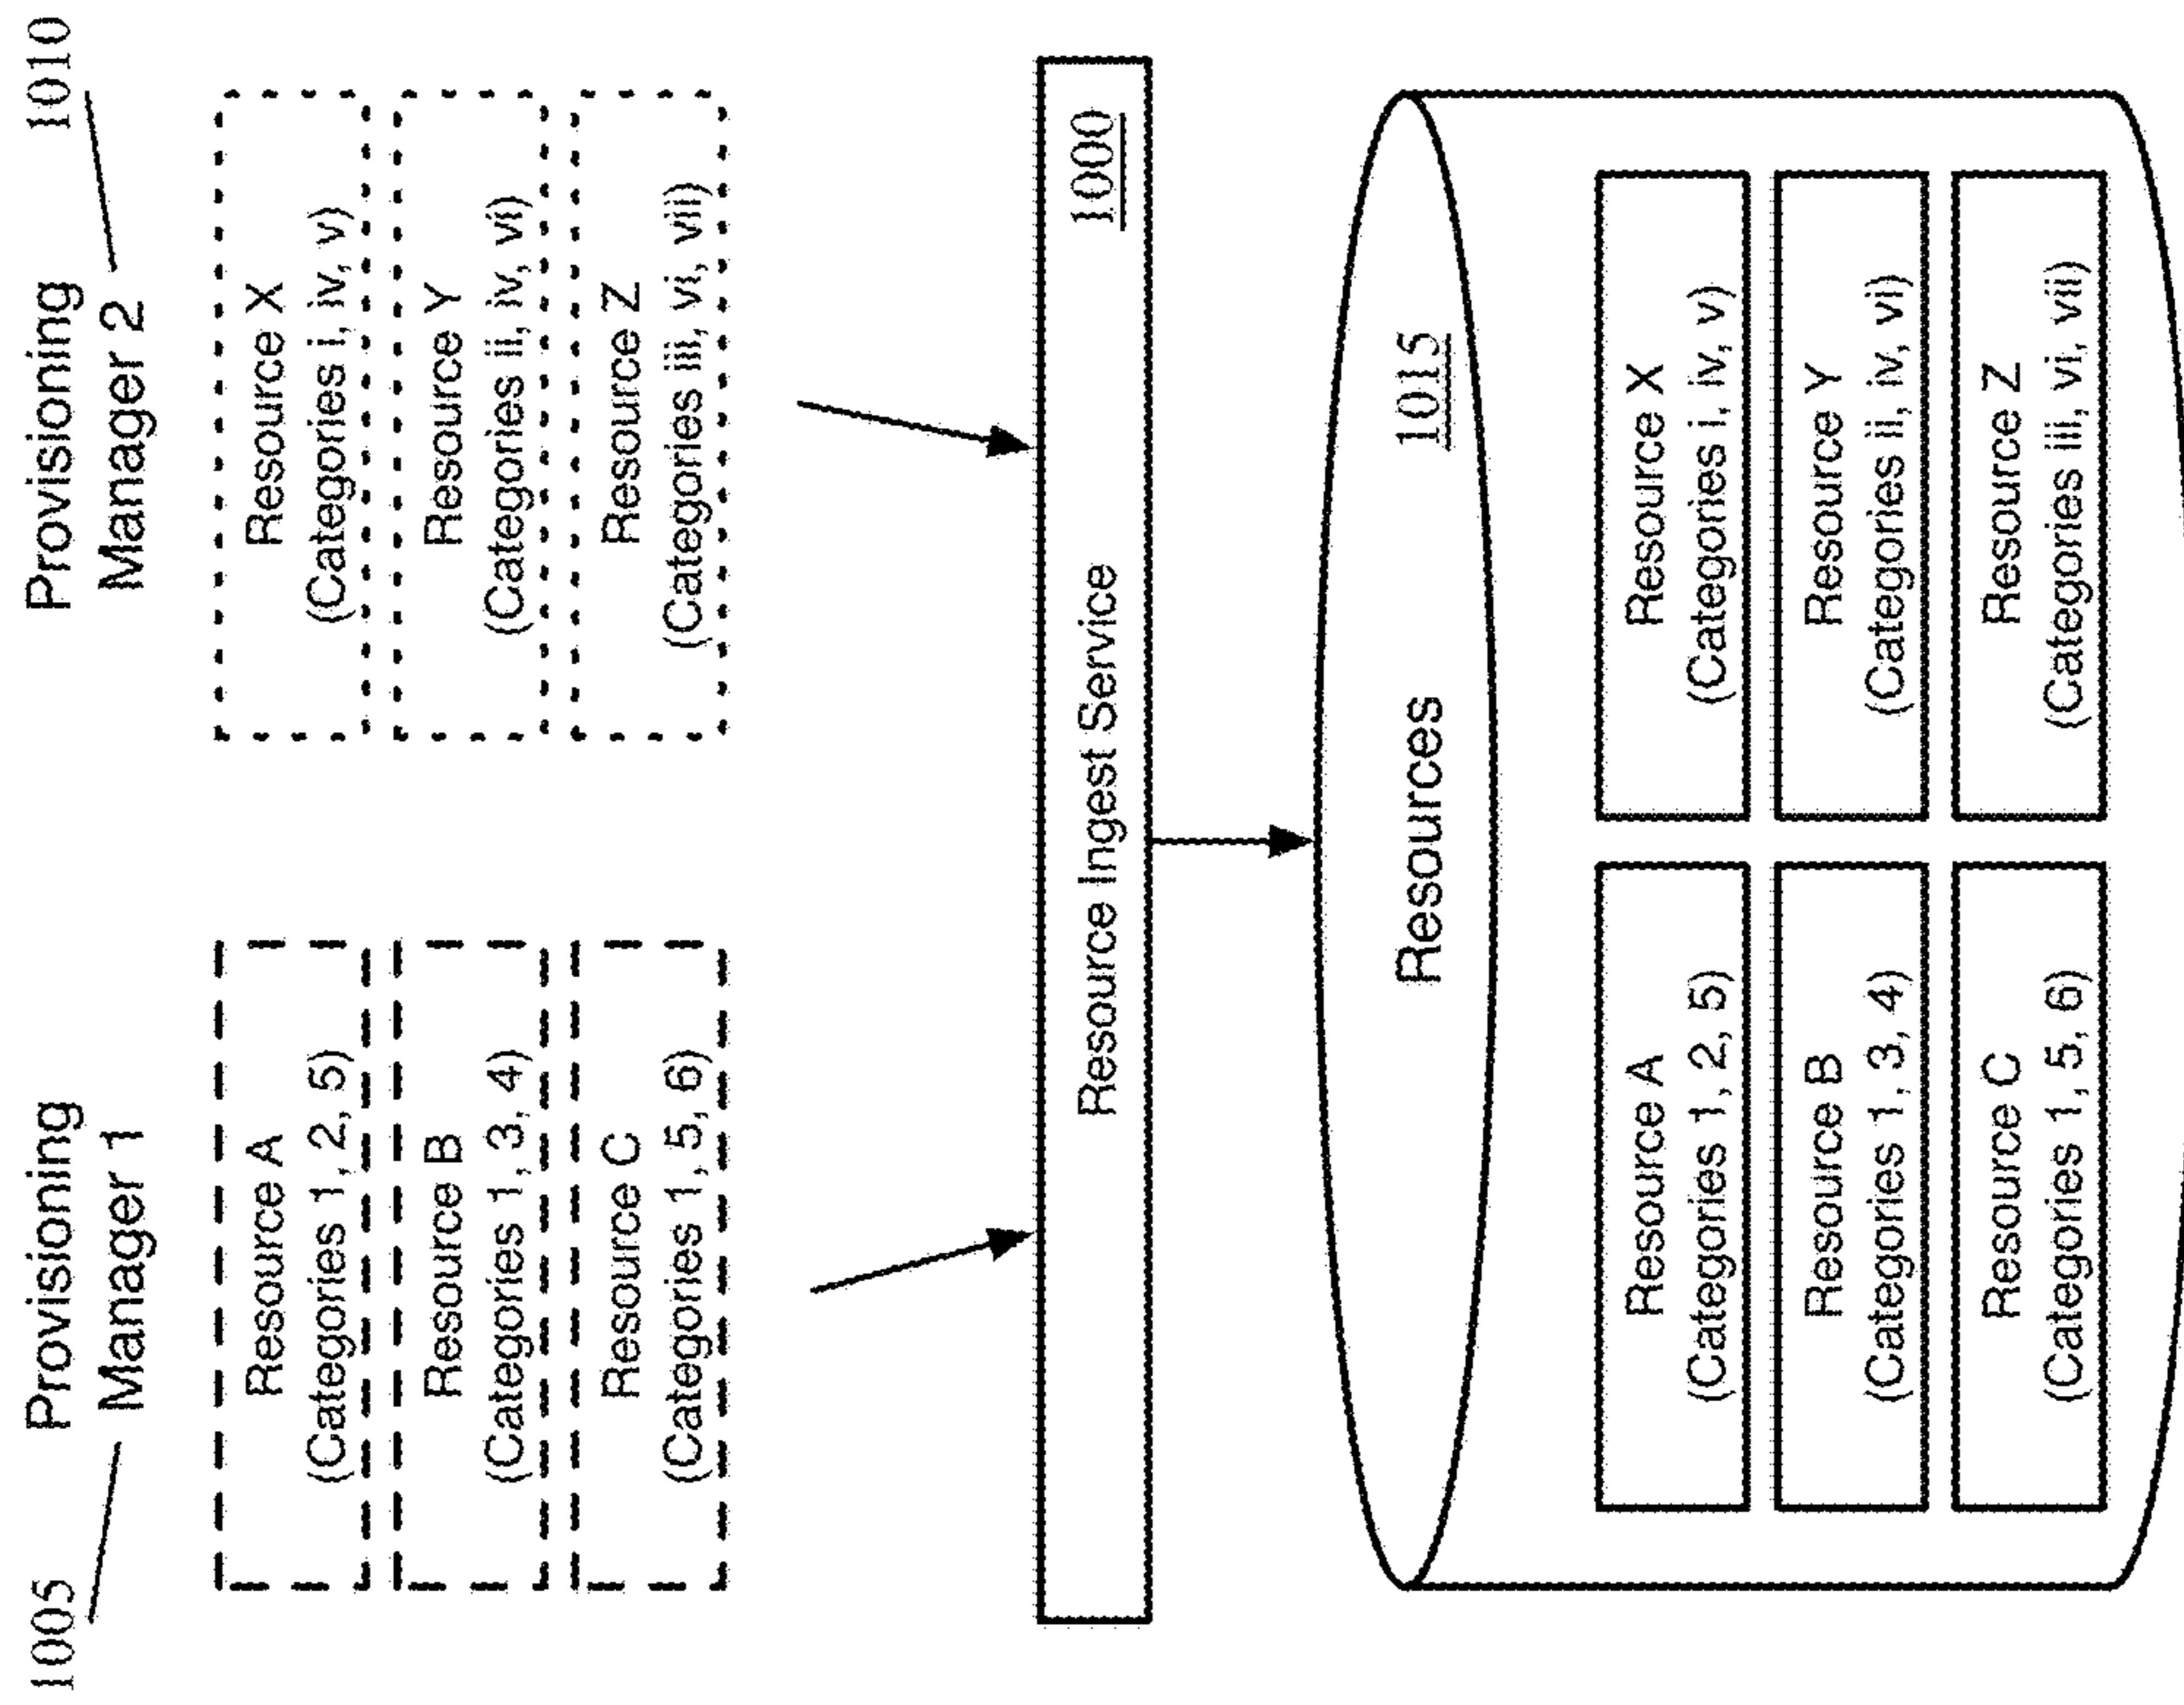 1005
Provisioning
Manager 1
Provisioning
Manager 2
1010
Resource A
(Categories 1, 2, 5)
Resource B
(Categories 1, 3, 4)
Resource C
(Categories 1, 5, 6)
Resource X
(Categories i, iv, v)
Resource Y
(Categories ii, iv, vi)
Resource Z
(Categories iii, vi, vii)
Resource Ingest Service
1000
Resources
1015
Resource A
(Categories 1, 2, 5)
Resource B
(Categories 1, 3, 4)
Resource C
(Categories 1, 5, 6)
Resource X
(Categories i, iv, v)
Resource Y
(Categories ii, iv, vi)
Resource Z
(Categories iii, vi, vii)